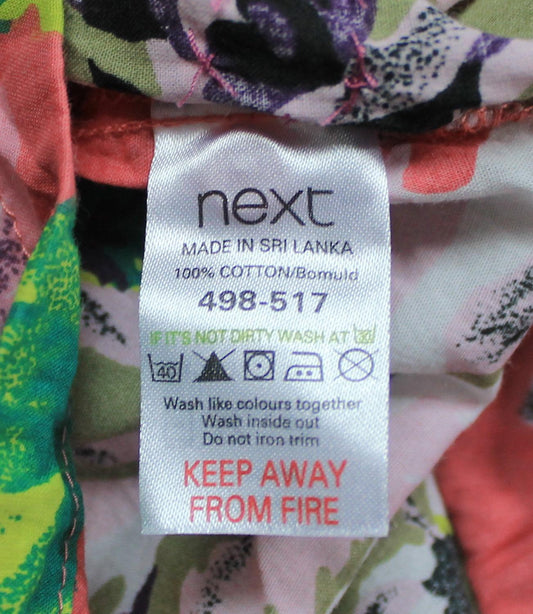 next
MADE IN SRI LANKA
100% COTTON/Bomuld
498-517
IF IT'S NOT DIRTY WASH AT 30
40
Wash like colours together
Wash inside out
Do not iron trim
KEEP AWAY
FROM FIRE